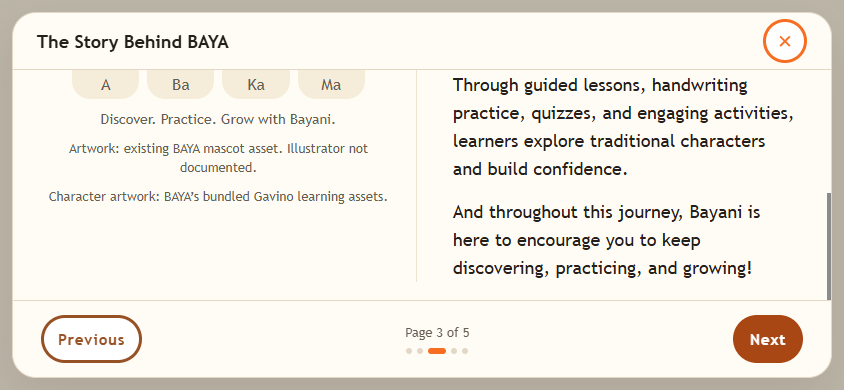 The Story Behind BAYA
A
Ba
Ka
Ma
Discover. Practice. Grow with Bayani.
Artwork: existing BAYA mascot asset. Illustrator not
documented.
Character artwork: BAYA's bundled Gavino learning assets.
Through guided lessons, handwriting
practice, quizzes, and engaging activities,
learners explore traditional characters
and build confidence.
And throughout this journey, Bayani is
here to encourage you to keep
discovering, practicing, and growing!
Previous
Page 3 of 5
Next